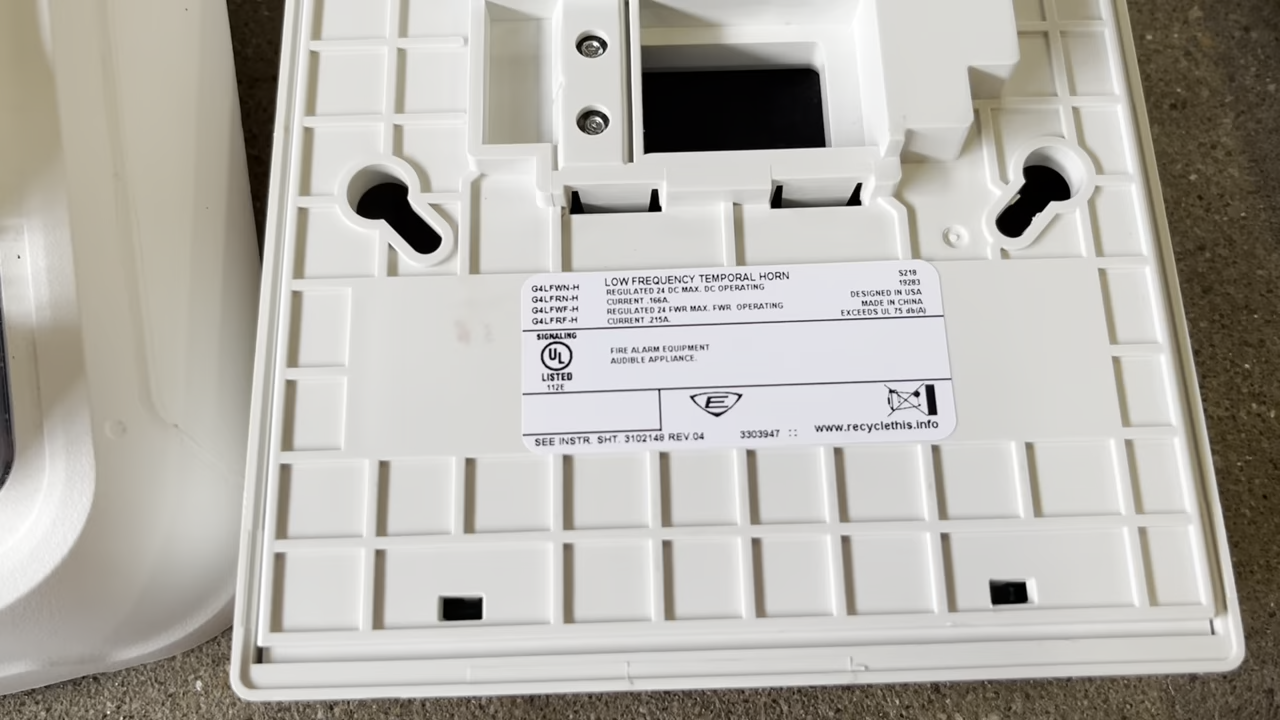 G4LFWN-H
G4LFRN-H
G4LFWF-H
G4LFRF-H
LOW FREQUENCY TEMPORAL HORN
REGULATED 24 DC MAX. DC OPERATING
CURRENT .166A.
REGULATED 24 FWR MAX. FWR OPERATING
CURRENT .215A.
S218
19283
DESIGNED IN USA
MADE IN CHINA
EXCEEDS UL 75 db(A)
SIGNALING
UL
LISTED
112E
FIRE ALARM EQUIPMENT
AUDIBLE APPLIANCE.
E
SEE INSTR. SHT. 3102148 REV.04
3303947 ::
www.recyclethis.info